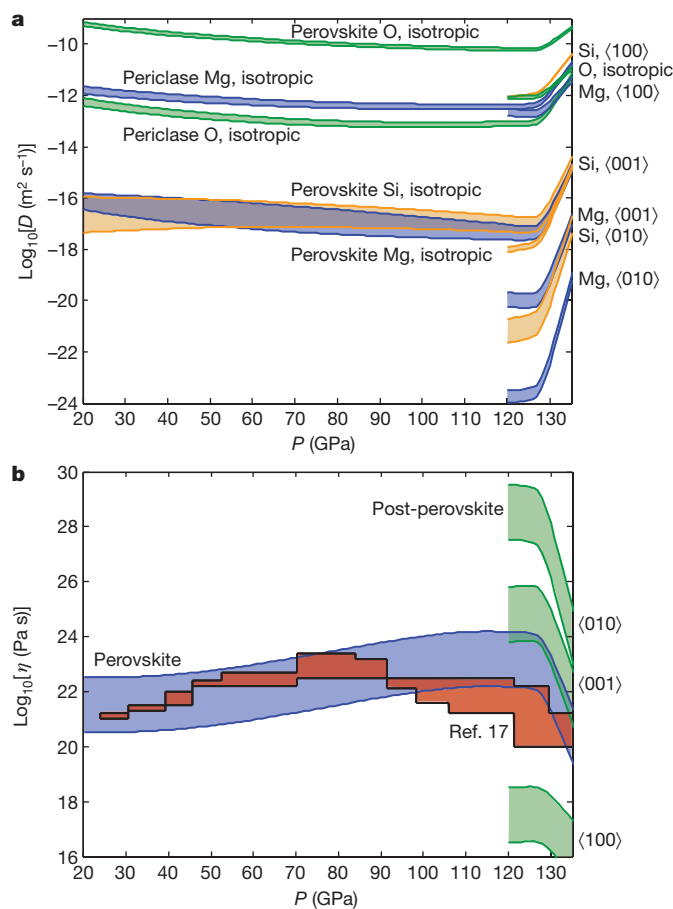 a
Log10[D (m² s⁻¹)]
−10
−12
−14
−16
−18
−20
−22
−24
Perovskite O, isotropic
Periclase Mg, isotropic
Periclase O, isotropic
Perovskite Si, isotropic
Perovskite Mg, isotropic
Si, ⟨100⟩
O, isotropic
Mg, ⟨100⟩
Si, ⟨001⟩
Mg, ⟨001⟩
Si, ⟨010⟩
Mg, ⟨010⟩
20 30 40 50 60 70 80 90 100 110 120 130
P (GPa)
b
Log10[η (Pa s)]
30
28
26
24
22
20
18
16
Post-perovskite
Perovskite
Ref. 17
⟨010⟩
⟨001⟩
⟨100⟩
20 30 40 50 60 70 80 90 100 110 120 130
P (GPa)